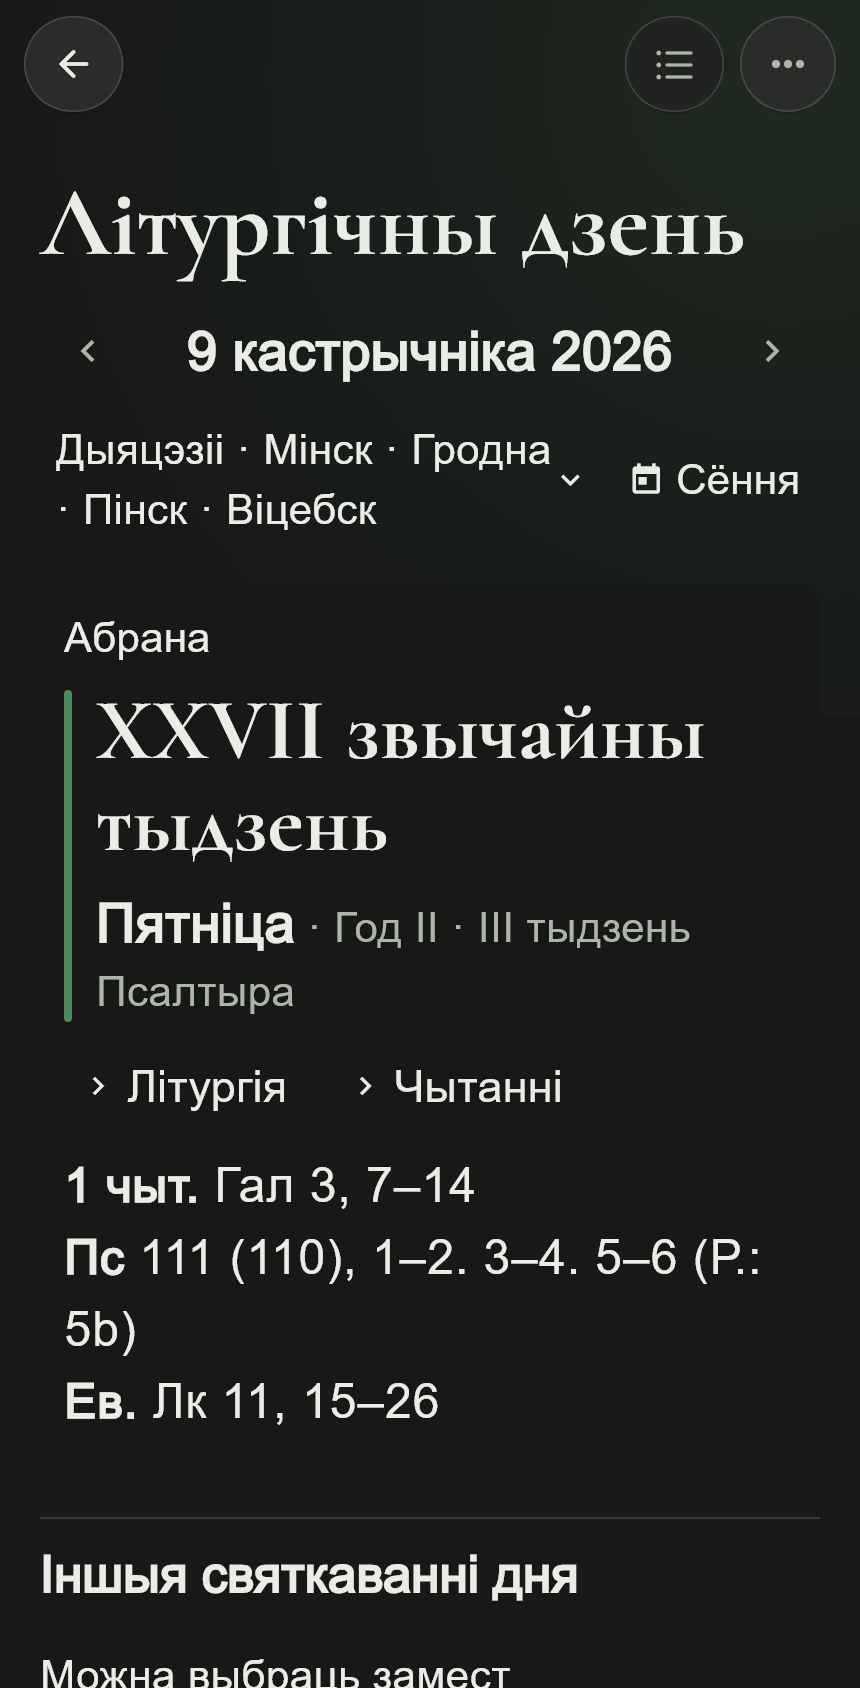 Літургічны дзень
9 кастрычніка 2026
Дыяцэзіі · Мінск · Гродна
· Пінск · Віцебск
Сёння
Абрана
XXVII звычайны
тыдзень
Пятніца · Год II · III тыдзень
Псалтыра
Літургія
Чытанні
1 чыт. Гал 3, 7–14
Пс 111 (110), 1–2. 3–4. 5–6 (Р.:
5b)
Ев. Лк 11, 15–26
Іншыя святкаванні дня
Можна выбраць замест